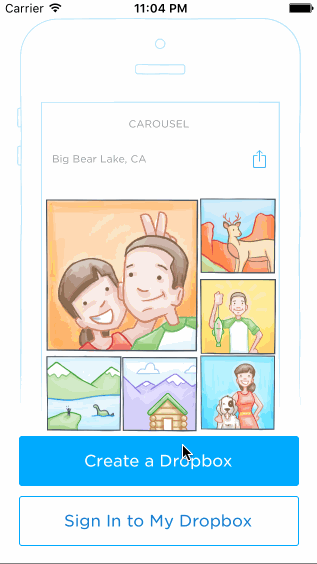 Carrier 11:04 PM
CAROUSEL
Big Bear Lake, CA
Create a Dropbox
Sign In to My Dropbox